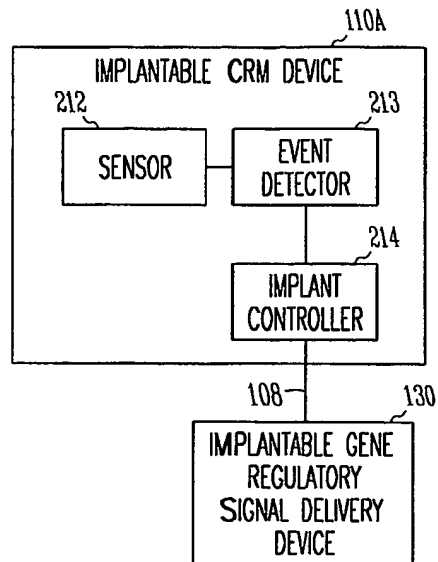 110A
IMPLANTABLE CRM DEVICE
212
213
SENSOR
EVENT
DETECTOR
214
IMPLANT
CONTROLLER
108
130
IMPLANTABLE GENE
REGULATORY
SIGNAL DELIVERY
DEVICE